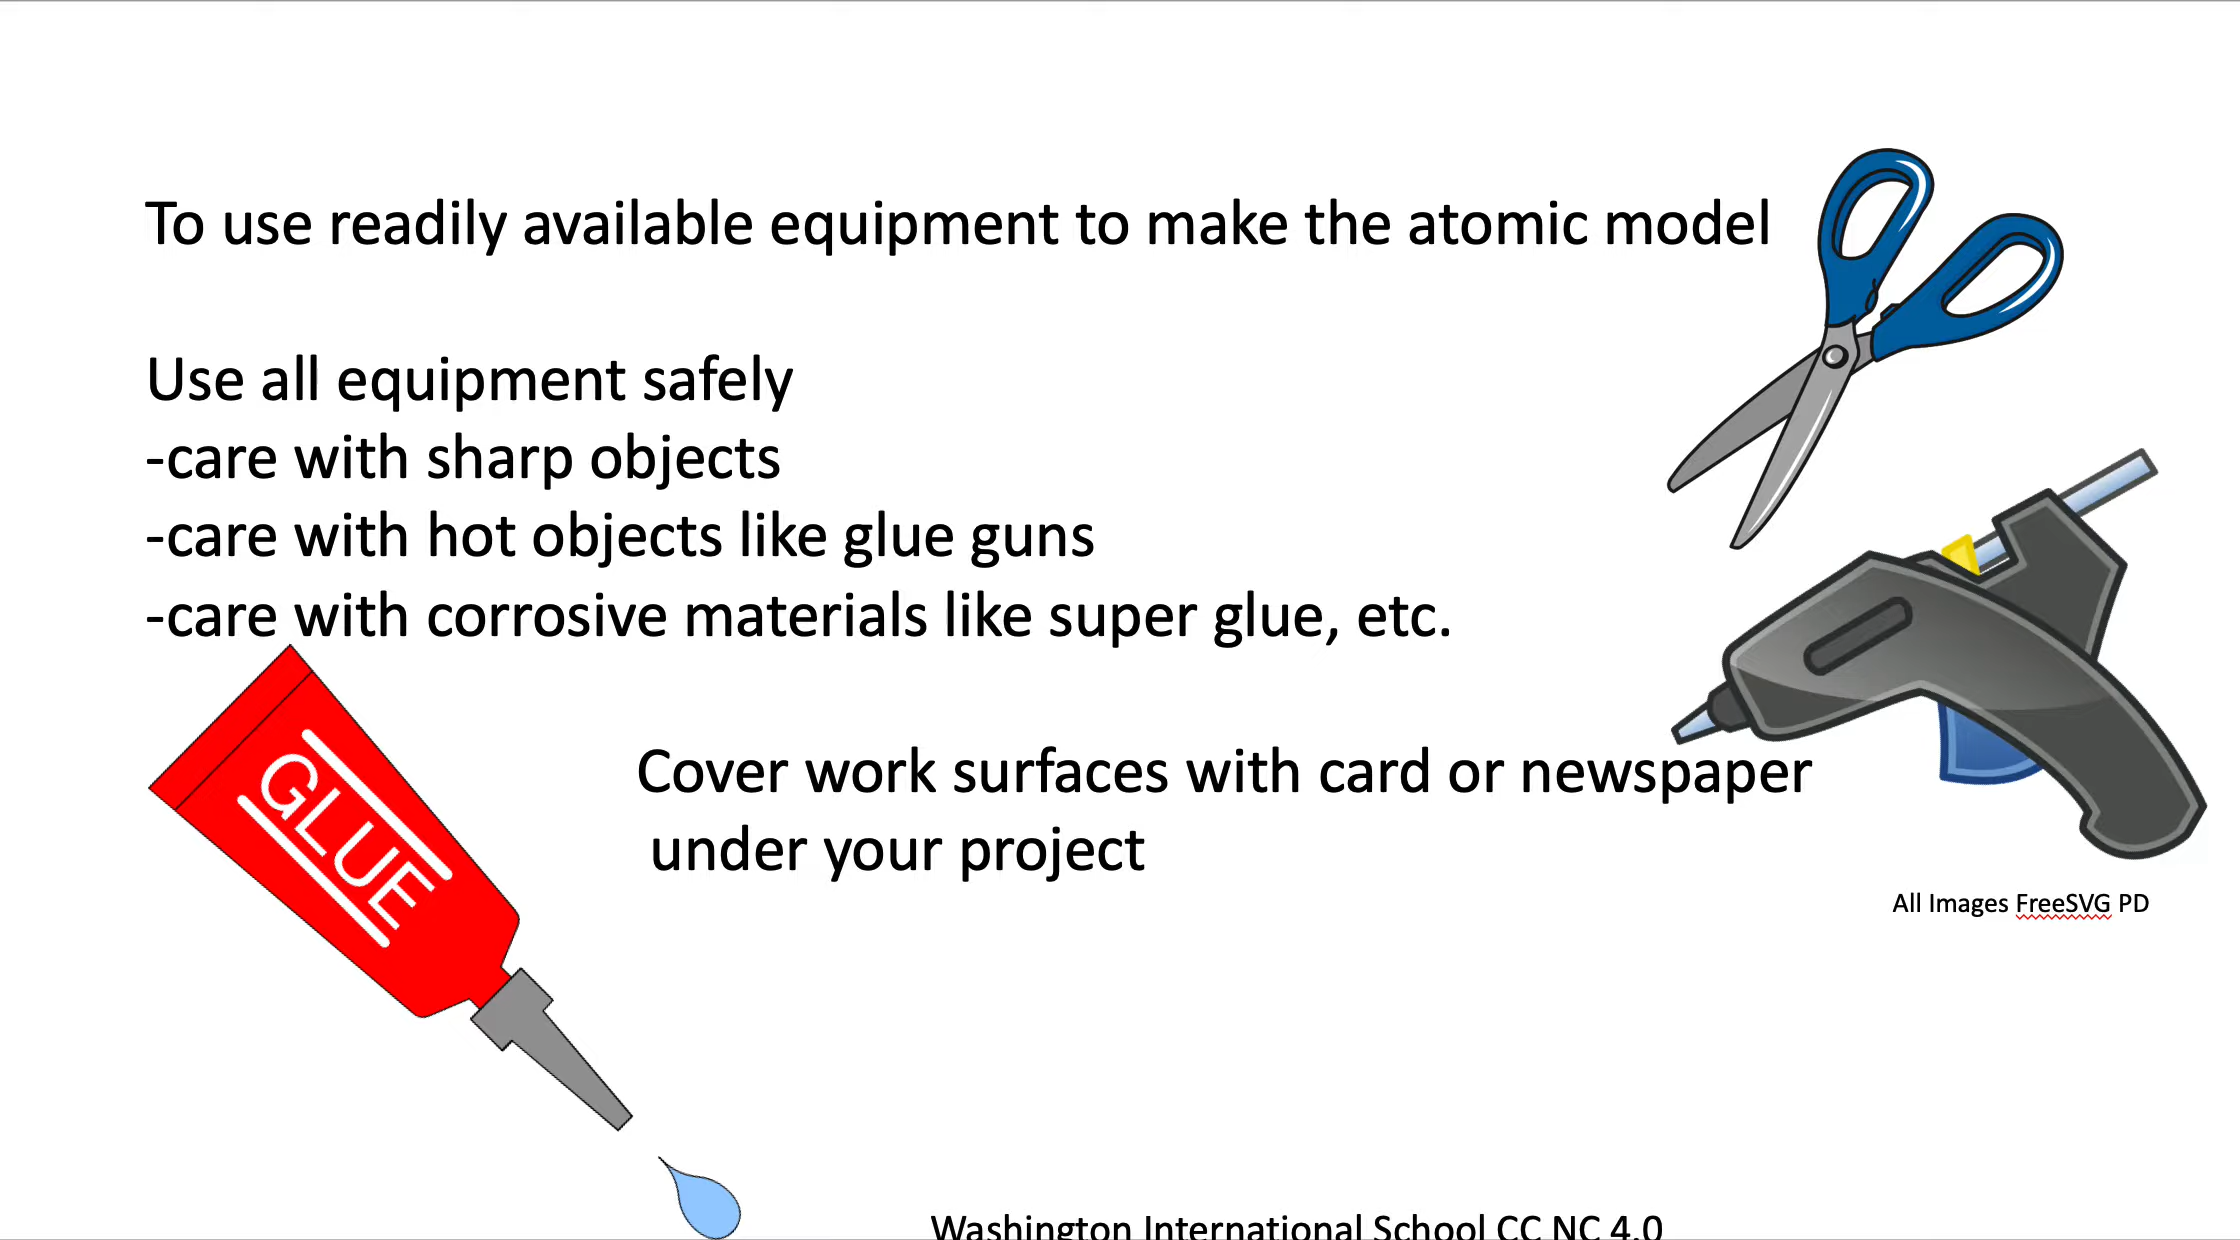 To use readily available equipment to make the atomic model
Use all equipment safely
-care with sharp objects
-care with hot objects like glue guns
-care with corrosive materials like super glue, etc.
GLUE
Cover work surfaces with card or newspaper
under your project
All Images FreeSVG PD
Washington International School CC NC 4.0